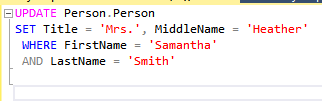 UPDATE Person.Person
SET Title = 'Mrs.', MiddleName = 'Heather'
WHERE FirstName = 'Samantha'
AND LastName = 'Smith'